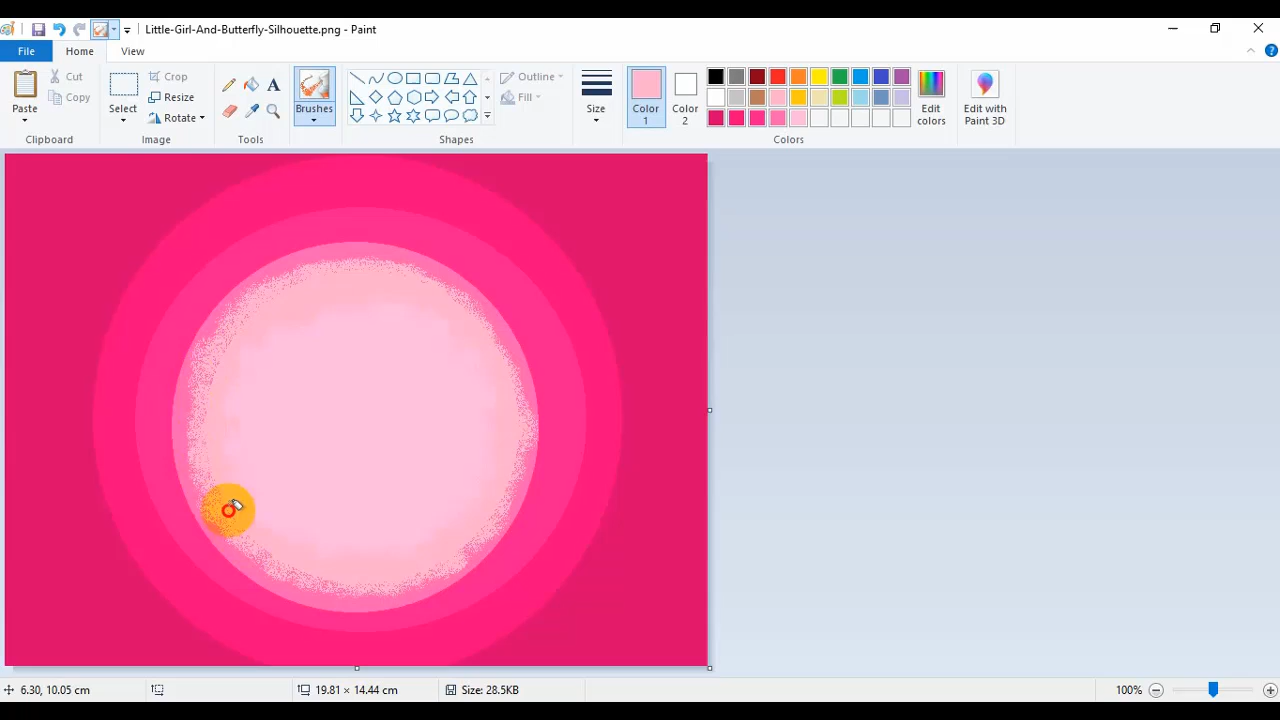 Little-Girl-And-Butterfly-Silhouette.png - Paint
File
Home
View
Paste
Cut
Copy
Clipboard
Select
Crop
Resize
Rotate
Image
Tools
Brushes
Outline
Fill
Shapes
Size
Color
1
Color
2
Edit
colors
Colors
Edit with
Paint 3D
6.30, 10.05 cm
19.81 × 14.44 cm
Size: 28.5KB
100%